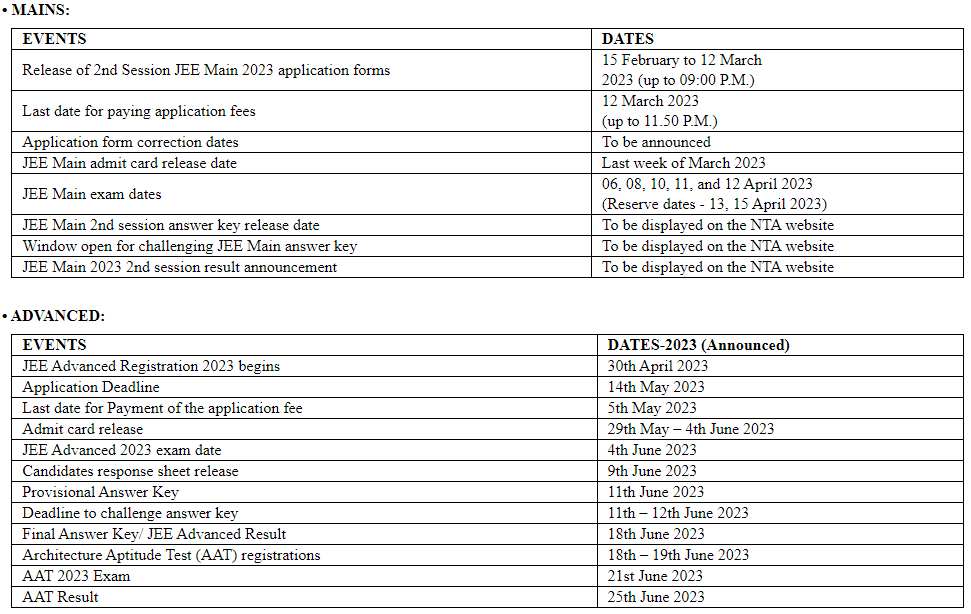 • MAINS:
EVENTS DATES
Release of 2nd Session JEE Main 2023 application forms 15 February to 12 March
2023 (up to 09:00 P.M.)
Last date for paying application fees 12 March 2023
(up to 11.50 P.M.)
Application form correction dates To be announced
JEE Main admit card release date Last week of March 2023
JEE Main exam dates 06, 08, 10, 11, and 12 April 2023
(Reserve dates - 13, 15 April 2023)
JEE Main 2nd session answer key release date To be displayed on the NTA website
Window open for challenging JEE Main answer key To be displayed on the NTA website
JEE Main 2023 2nd session result announcement To be displayed on the NTA website
• ADVANCED:
EVENTS DATES-2023 (Announced)
JEE Advanced Registration 2023 begins 30th April 2023
Application Deadline 14th May 2023
Last date for Payment of the application fee 5th May 2023
Admit card release 29th May – 4th June 2023
JEE Advanced 2023 exam date 4th June 2023
Candidates response sheet release 9th June 2023
Provisional Answer Key 11th June 2023
Deadline to challenge answer key 11th – 12th June 2023
Final Answer Key/ JEE Advanced Result 18th June 2023
Architecture Aptitude Test (AAT) registrations 18th – 19th June 2023
AAT 2023 Exam 21st June 2023
AAT Result 25th June 2023